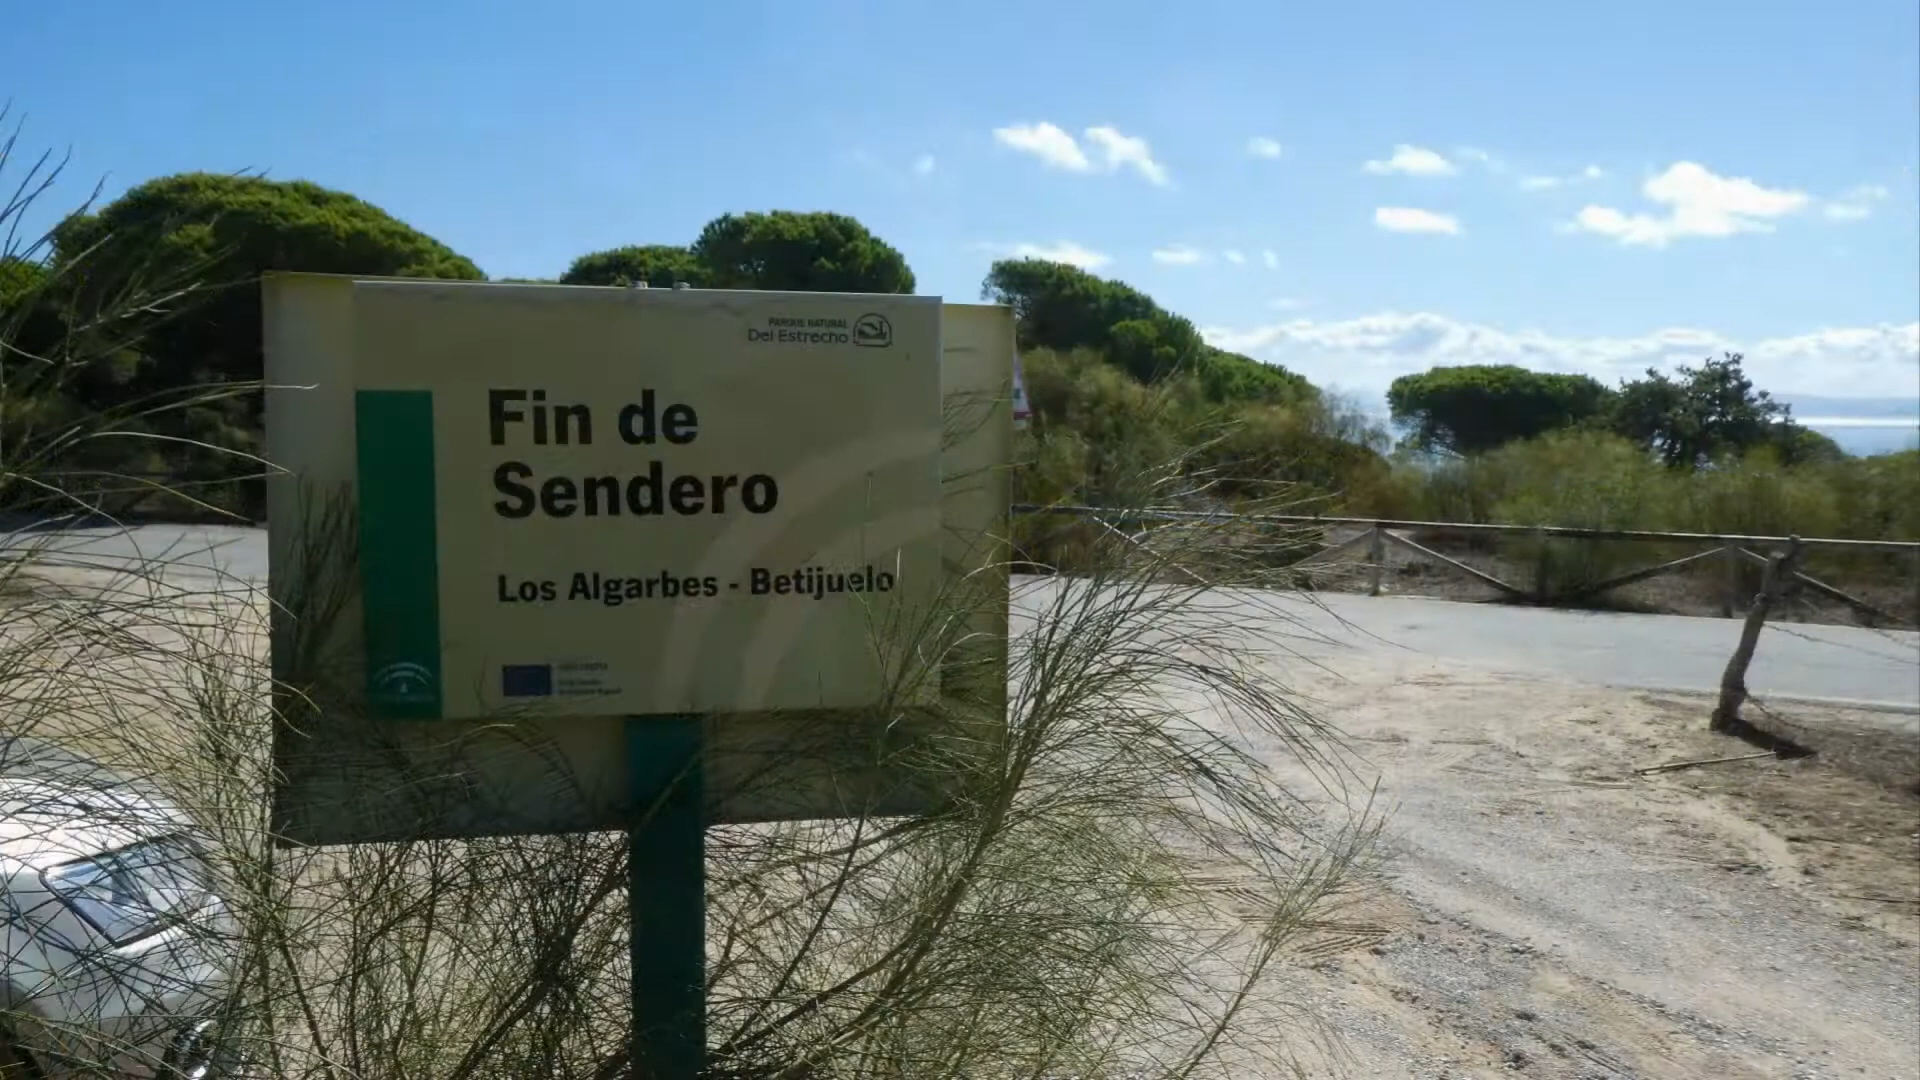 PARQUE NATURAL
Del Estrecho
Fin de
Sendero
Los Algarbes - Betijuelo